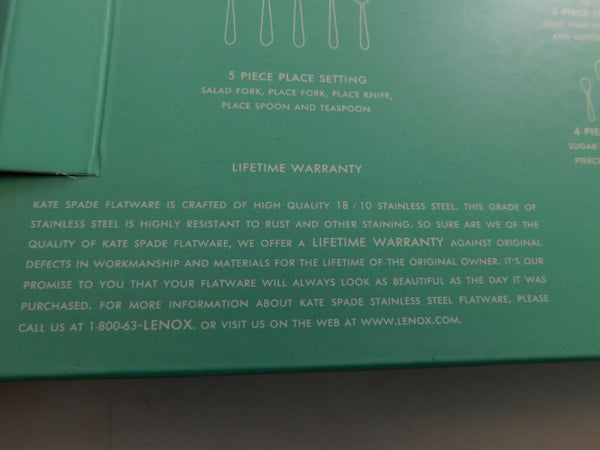 5 PIECE PLACE SETTING
SALAD FORK, PLACE FORK, PLACE KNIFE,
PLACE SPOON AND TEASPOON
PIECE
COLD MEAT
AND
4
SUGAR
LIFETIME WARRANTY
KATE SPADE FLATWARE IS CRAFTED OF HIGH QUALITY 18 / 10 STAINLESS STEEL. THIS GRADE OF
STAINLESS STEEL IS HIGHLY RESISTANT TO RUST AND OTHER STAINING. SO SURE ARE WE OF THE
QUALITY OF KATE SPADE FLATWARE, WE OFFER A LIFETIME WARRANTY AGAINST ORIGINAL
DEFECTS IN WORKMANSHIP AND MATERIALS FOR THE LIFETIME OF THE ORIGINAL OWNER. IT'S OUR
PROMISE TO YOU THAT YOUR FLATWARE WILL ALWAYS LOOK AS BEAUTIFUL AS THE DAY IT WAS
PURCHASED. FOR MORE INFORMATION ABOUT KATE SPADE STAINLESS STEEL FLATWARE, PLEASE
CALL US AT 1-800-63-LENOX. OR VISIT US ON THE WEB AT WWW.LENOX.COM.